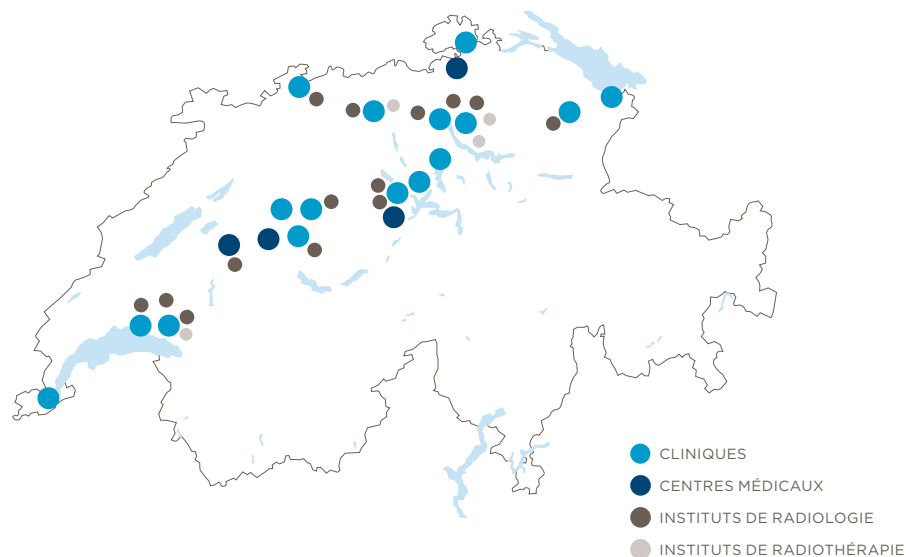 CLINIQUES
CENTRES MÉDICAUX
INSTITUTS DE RADIOLOGIE
INSTITUTS DE RADIOTHÉRAPIE